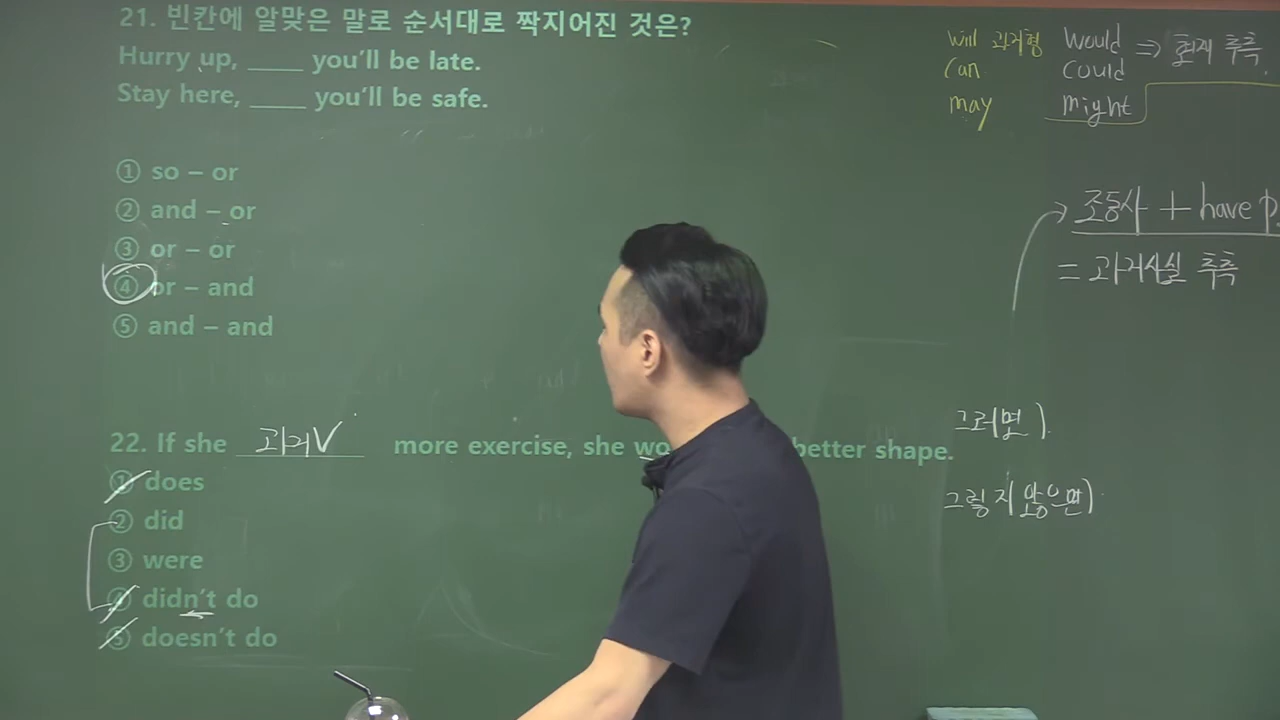 21. 빈칸에 알맞은 말로 순서대로 짝지어진 것은?
Hurry up, ____ you'll be late.
Stay here, ____ you'll be safe.
① so – or
② and – or
③ or – or
④ or – and
⑤ and – and
22. If she 과거V more exercise, she wo better shape.
① does
② did
③ were
④ didn't do
⑤ doesn't do
will 과거형 would ⇒ 현재 추측.
can could
may might
→ 조동사 + have p.
= 과거사실 추측
그러면).
그렇지 않으면)